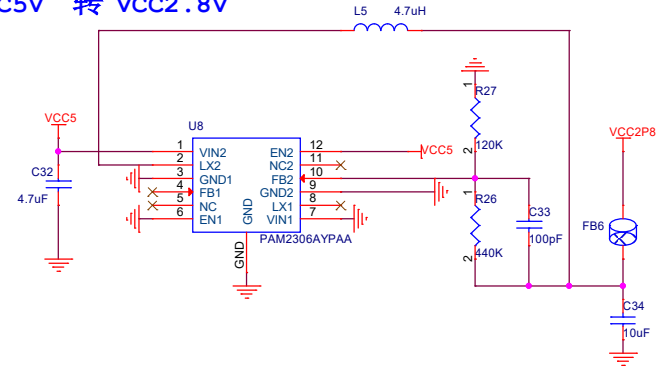 C5V 转 VCC2.8V
L5 4.7uH
VCC5
C32
4.7uF
U8
1 VIN2
2 LX2
3 GND1
4 FB1
5 NC
6 EN1
EN2 12
NC2 11
FB2 10
GND2 9
LX1 8
VIN1 7
GND
GND
PAM2306AYPAA
VCC5
1
R27
120K
2
1
R26
440K
2
C33
100pF
VCC2P8
FB6
C34
10uF